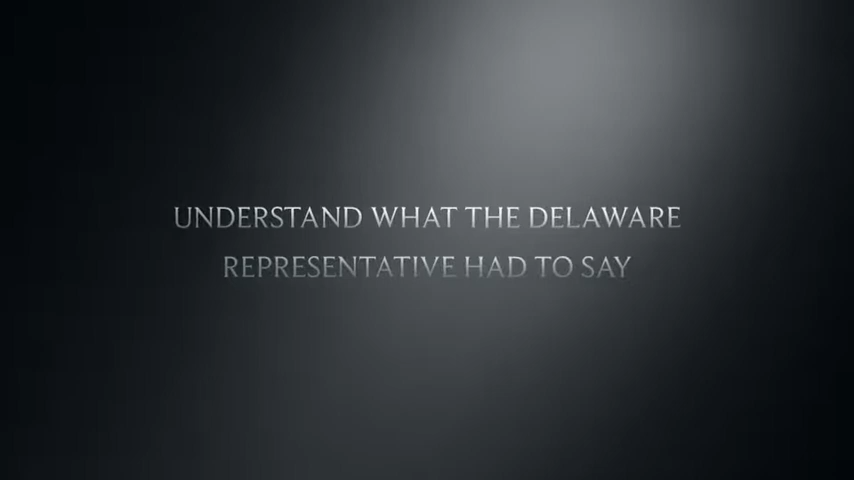 UNDERSTAND WHAT THE DELAWARE
REPRESENTATIVE HAD TO SAY